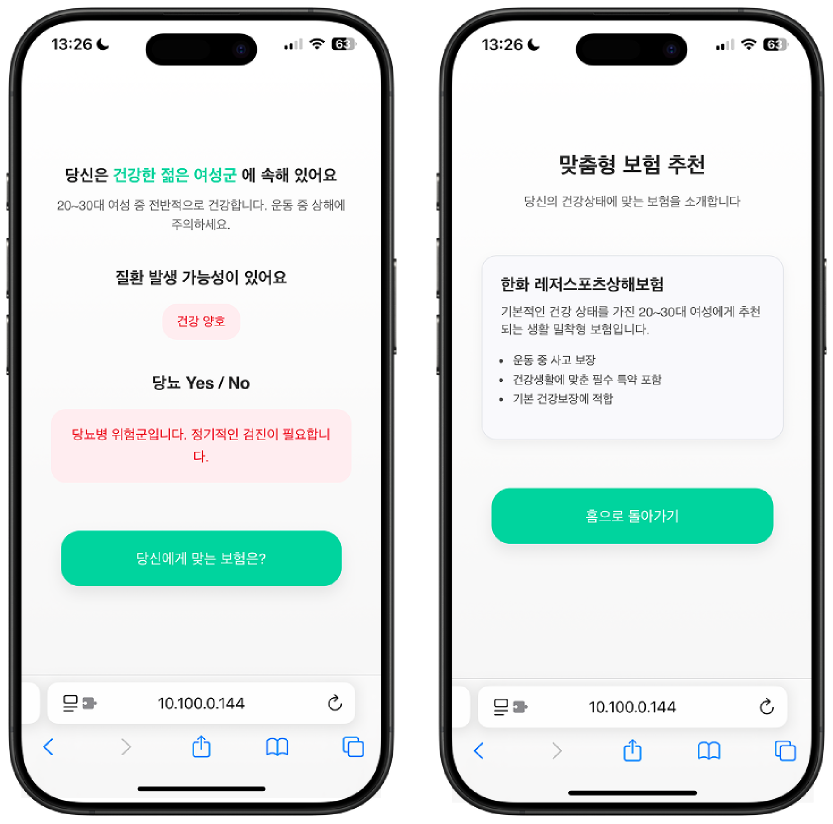 13:26
63
당신은 건강한 젊은 여성군 에 속해 있어요
20~30대 여성 중 전반적으로 건강합니다. 운동 중 상해에
주의하세요.
질환 발생 가능성이 있어요
건강 양호
당뇨 Yes / No
당뇨병 위험군입니다. 정기적인 검진이 필요합니
다.
당신에게 맞는 보험은?
10.100.0.144
13:26
63
맞춤형 보험 추천
당신의 건강상태에 맞는 보험을 소개합니다
한화 레저스포츠상해보험
기본적인 건강 상태를 가진 20~30대 여성에게 추천
되는 생활 밀착형 보험입니다.
• 운동 중 사고 보장
• 건강생활에 맞춘 필수 특약 포함
• 기본 건강보장에 적합
홈으로 돌아가기
10.100.0.144